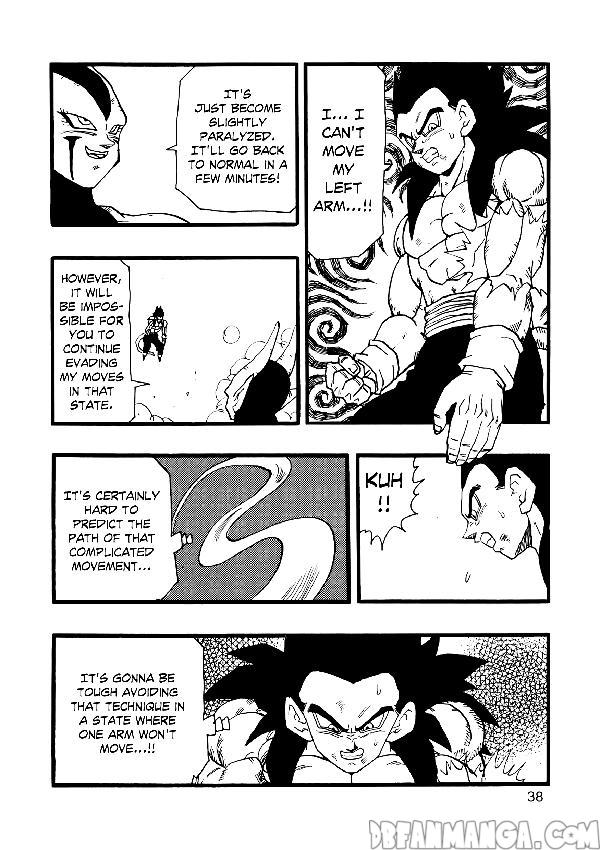 I... I
CAN'T
MOVE
MY
LEFT
ARM...!!
IT'S
JUST BECOME
SLIGHTLY
PARALYZED.
IT'LL GO BACK
TO NORMAL IN A
FEW MINUTES!
HOWEVER,
IT WILL
BE IMPOS-
SIBLE FOR
YOU TO
CONTINUE
EVADING
MY MOVES
IN THAT
STATE.
KUH
!!
IT'S CERTAINLY
HARD TO
PREDICT THE
PATH OF THAT
COMPLICATED
MOVEMENT...
IT'S GONNA BE
TOUGH AVOIDING
THAT TECHNIQUE IN
A STATE WHERE
ONE ARM WON'T
MOVE...!!
38
DBFANMANGA.COM